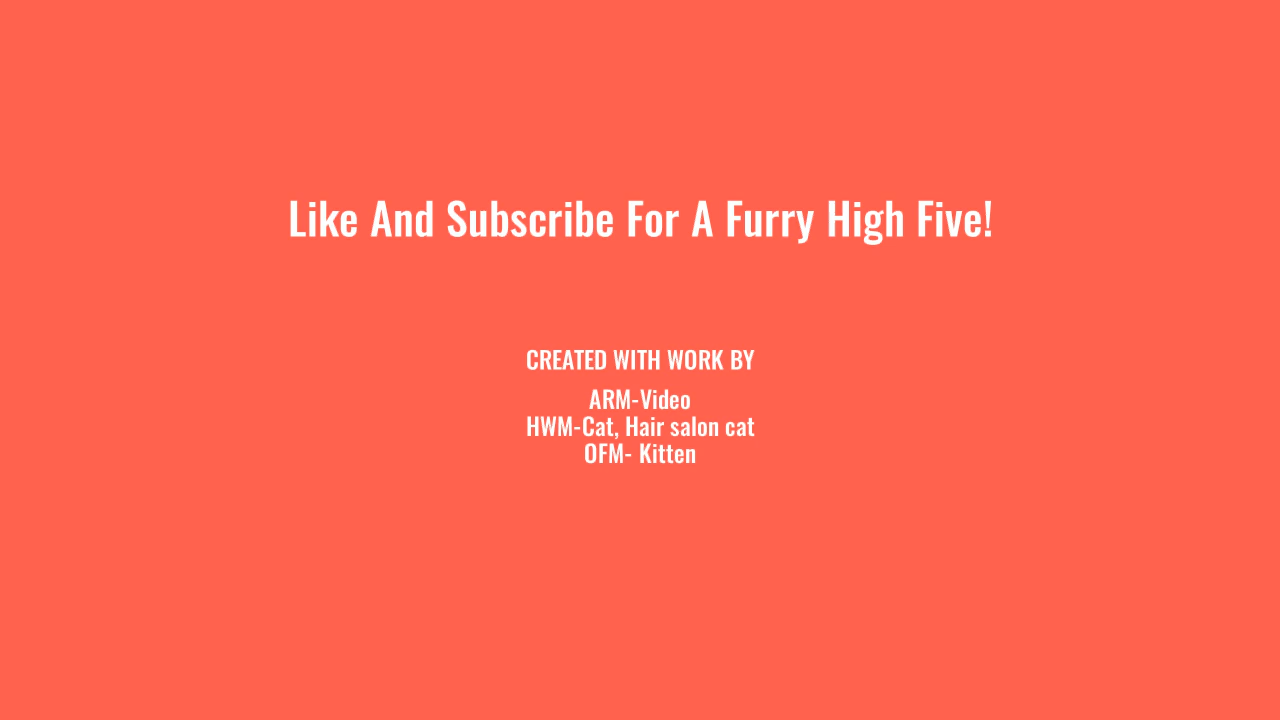 Like And Subscribe For A Furry High Five!
CREATED WITH WORK BY
ARM-Video
HWM-Cat, Hair salon cat
OFM- Kitten